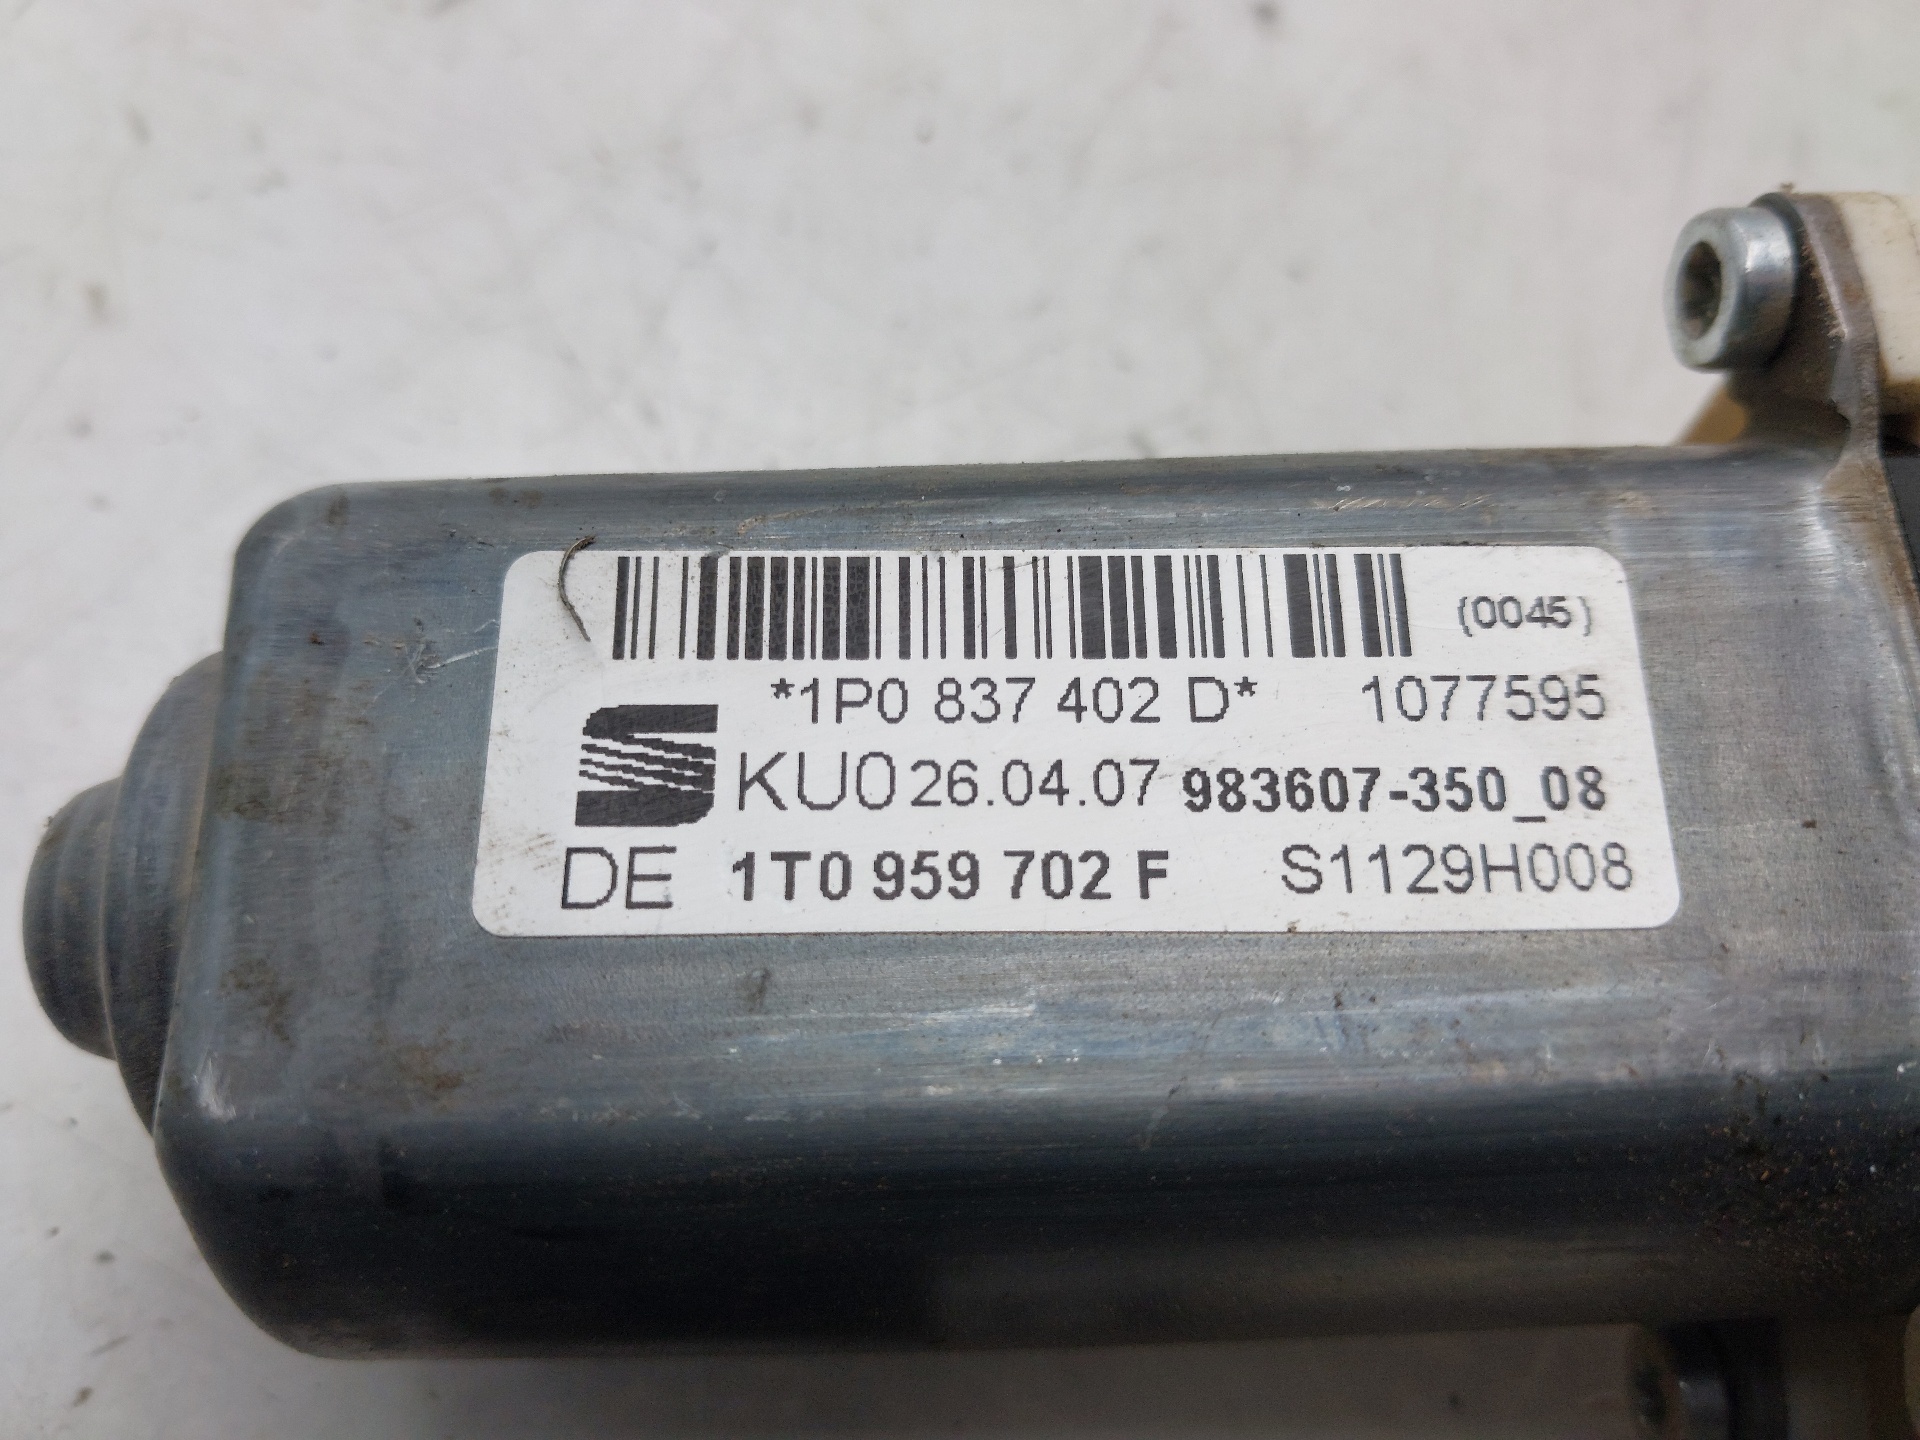 (0045)
*1P0 837 402 D* 1077595
KU0 26.04.07 983607-350_08
DE 1T0 959 702 F S1129H008